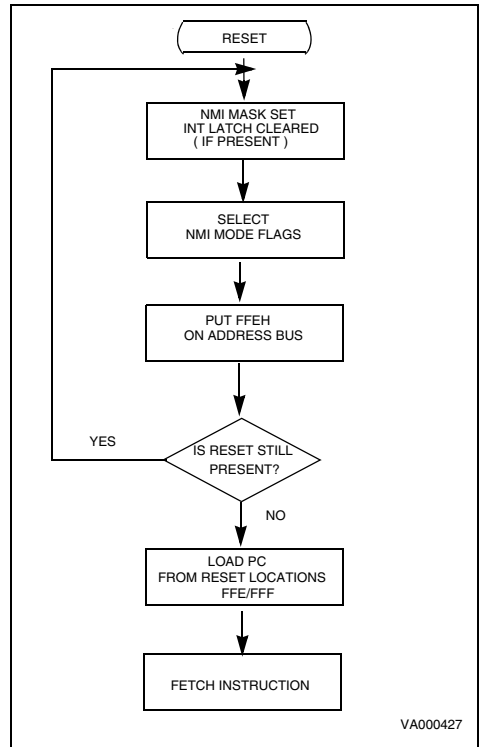 RESET
NMI MASK SET
INT LATCH CLEARED
( IF PRESENT )
SELECT
NMI MODE FLAGS
PUT FFEH
ON ADDRESS BUS
YES
IS RESET STILL
PRESENT?
NO
LOAD PC
FROM RESET LOCATIONS
FFE/FFF
FETCH INSTRUCTION
VA000427